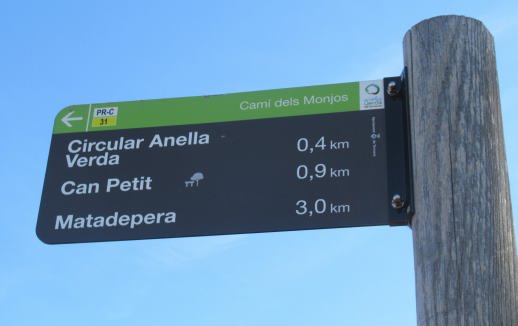 PR-C
31
Camí dels Monjos
Circular Anella
Verda
0,4 km
Can Petit
0,9 km
Matadepera
3,0 km